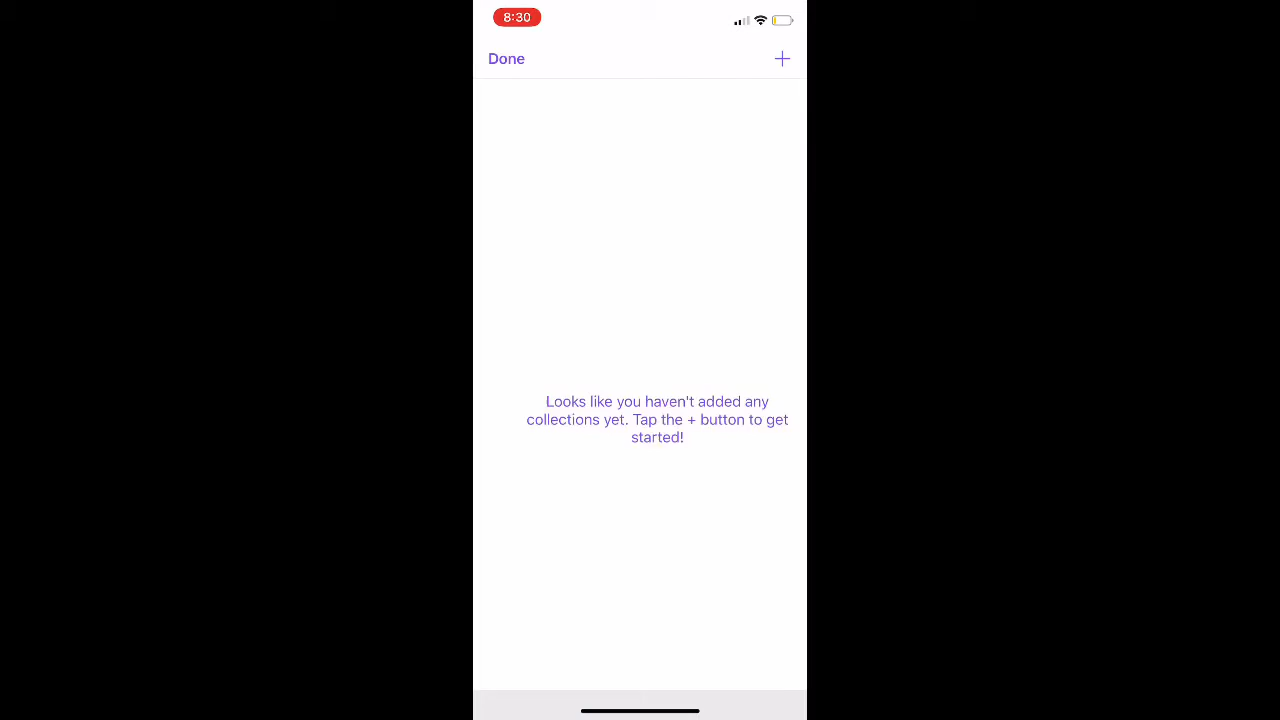 8:30
Done
Looks like you haven't added any
collections yet. Tap the + button to get
started!